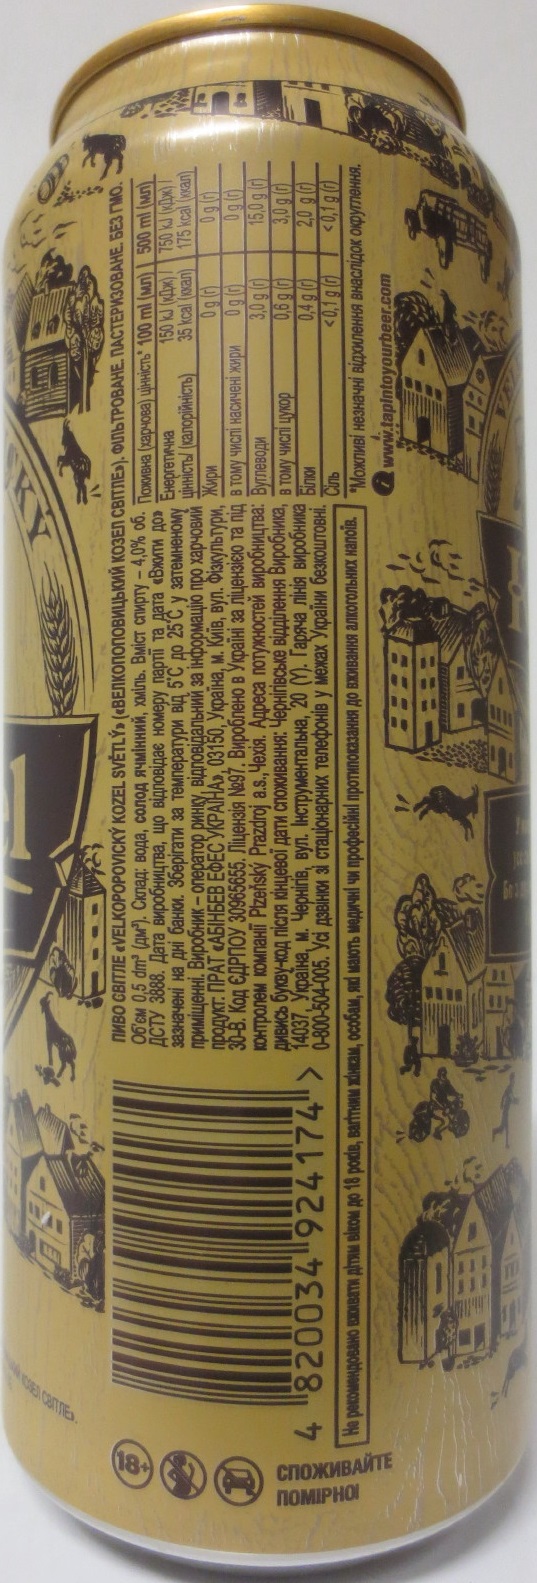 ПИВО СВІТЛЕ «VELKOPOPOVICKÝ KOZEL SVĚTLÝ» («ВЕЛКОПОПОВИЦЬКИЙ КОЗЕЛ СВІТЛЕ»), ФІЛЬТРОВАНЕ, ПАСТЕРИЗОВАНЕ. БЕЗ ГМО.
Об'єм 0,5 dm³ (дм³). Склад: вода, солод ячмінний, хміль. Вміст спирту – 4,0% об.
ДСТУ 3888. Дата виробництва, що відповідає номеру партії та дата «Вжити до»
зазначені на дні банки. Зберігати за температури від 5°С до 25°С у затемненому
приміщенні. Виробник – оператор ринку, відповідальний за інформацію про харчовий
продукт: ПРАТ «АБІНБЕВ ЕФЕС УКРАЇНА», 03150, Україна, м. Київ, вул. Фізкультури,
30-В. Код ЄДРПОУ 30965655. Ліцензія №97. Вироблено в Україні за ліцензією та під
контролем компанії Plzeňský Prazdroj a.s., Чехія. Адреса потужностей виробництва:
дивись букву-код після кінцевої дати споживання: Чернігівське відділення Виробника,
14037, Україна, м. Чернігів, вул. Інструментальна, 20 (Y). Гаряча лінія виробника
0-800-504-005. Усі дзвінки зі стаціонарних телефонів у межах України безкоштовні.
Поживна (харчова) цінність* 100 ml (мл) 500 ml (мл)
Енергетична 150 kJ (кДж)/ 750 kJ (кДж)/
цінність/ (калорійність) 35 kcal (ккал) 175 kcal (ккал)
Жири 0 g (г) 0 g (г)
в тому числі насичені жири 0 g (г) 0 g (г)
Вуглеводи 3,0 g (г) 15,0 g (г)
в тому числі цукор 0,6 g (г) 3,0 g (г)
Білки 0,4 g (г) 2,0 g (г)
Сіль <0,1 g (г) <0,1 g (г)
*Можливі незначні відхилення внаслідок округлення.
www.tapintoyourbeer.com
Не рекомендовано вживати дітям віком до 18 років, вагітним жінкам, особам, які мають медичні чи професійні протипоказання до вживання алкогольних напоїв.
4 820034 924174 >
18+
СПОЖИВАЙТЕ
ПОМІРНО!
КОЗЕЛ СВІТЛЕ».
SKÝ
el